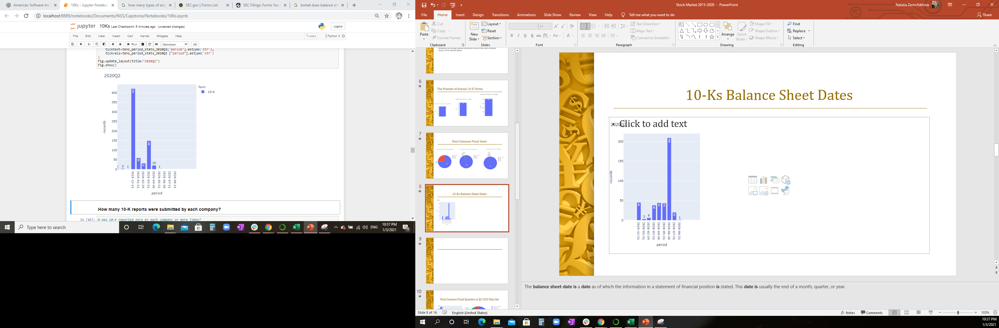 American Software Inc
10Ks - Jupyter Noteboo
how many types of edg
SEC.gov | Forms List
SEC Filings: Forms You
bwhat does balance she
localhost:8889/notebooks/Documents/NSS/Capstone/Notebooks/10Ks.ipynb
jupyter 10Ks Last Checkpoint: 5 minutes ago (unsaved changes)
Logout
File Edit View Insert Cell Kernel Widgets Help
Trusted
Python 3
Run
Markdown
ticktext=tens_period_stats_2020Q3["period"].astype('str'),
tickvals=tens_period_stats_2020Q3 ["period"].astype('str')
)
fig.update_layout(title="2020Q2")
fig.show()
2020Q2
form
10-K
400
350
300
250
200
150
100
50
0
records
2 3 1 421 59 31 149 20 1
2019-12-31
2020-01-31
2020-02-29
2020-03-31
2020-04-30
2020-05-31
2020-06-30
2020-07-31
2020-08-31
period
How many 10-K reports were submitted by each company?
In [65]: # Was 10-K reported once by each company or more times?
Type here to search
ENG
10:37 PM
1/3/2021
Stock Market 2015-2020 - PowerPoint
Natalia Zemchikhina
File Home Insert Design Transitions Animations Slide Show Review View Help Tell me what you want to do
Share
Paste
Cut
Copy
Format Painter
Clipboard
New Slide
Layout
Reset
Section
Slides
24
Font
Text Direction
Align Text
Convert to SmartArt
Paragraph
Arrange
Quick Styles
Shape Fill
Shape Outline
Shape Effects
Drawing
Find
Replace
Select
Editing
forms, 10-K, Annual report.
6
The Number of Annual 10-K Forms
7
Most Common Fiscal Years
8
10-Ks Balance Sheet Dates
9
10
Most Common Fiscal Quarters in Q3 2020 Data Set
10-Ks Balance Sheet Dates
Click to add text
200
150
100
50
0
records
45 3 6 38 44 43 209 20 1
2019-12-31
2020-01-31
2020-02-29
2020-03-31
2020-04-30
2020-05-31
2020-06-30
2020-07-31
2020-08-31
period
The balance sheet date is a date as of which the information in a statement of financial position is stated. This date is usually the end of a month, quarter, or year.
Slide 8 of 16
English (United States)
Notes
Comments
103%
10:37 PM
1/3/2021